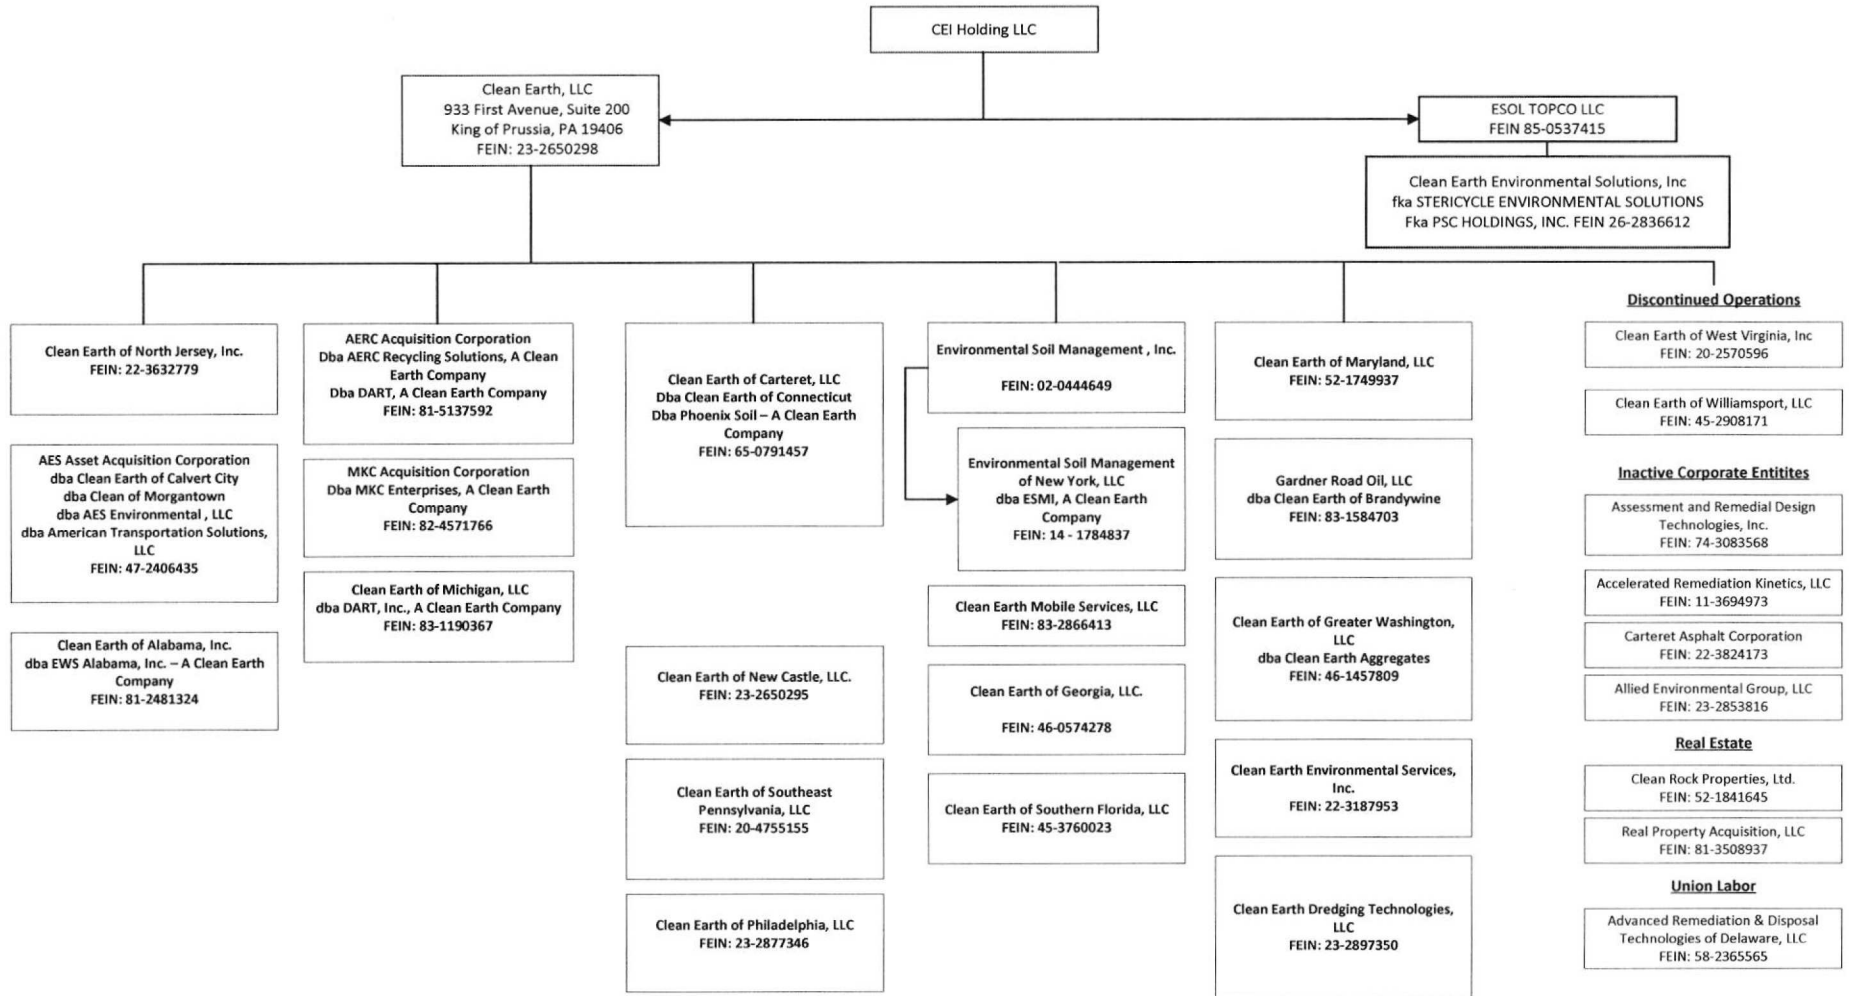 CEI Holding LLC
Clean Earth, LLC
933 First Avenue, Suite 200
King of Prussia, PA 19406
FEIN: 23-2650298
ESOL TOPCO LLC
FEIN 85-0537415
Clean Earth Environmental Solutions, Inc
fka STERICYCLE ENVIRONMENTAL SOLUTIONS
Fka PSC HOLDINGS, INC. FEIN 26-2836612
Clean Earth of North Jersey, Inc.
FEIN: 22-3632779
AES Asset Acquisition Corporation
dba Clean Earth of Calvert City
dba Clean of Morgantown
dba AES Environmental , LLC
dba American Transportation Solutions,
LLC
FEIN: 47-2406435
Clean Earth of Alabama, Inc.
dba EWS Alabama, Inc. – A Clean Earth
Company
FEIN: 81-2481324
AERC Acquisition Corporation
Dba AERC Recycling Solutions, A Clean
Earth Company
Dba DART, A Clean Earth Company
FEIN: 81-5137592
MKC Acquisition Corporation
Dba MKC Enterprises, A Clean Earth
Company
FEIN: 82-4571766
Clean Earth of Michigan, LLC
dba DART, Inc., A Clean Earth Company
FEIN: 83-1190367
Clean Earth of Carteret, LLC
Dba Clean Earth of Connecticut
Dba Phoenix Soil – A Clean Earth
Company
FEIN: 65-0791457
Clean Earth of New Castle, LLC.
FEIN: 23-2650295
Clean Earth of Southeast
Pennsylvania, LLC
FEIN: 20-4755155
Clean Earth of Philadelphia, LLC
FEIN: 23-2877346
Environmental Soil Management , Inc.
FEIN: 02-0444649
Environmental Soil Management
of New York, LLC
dba ESMI, A Clean Earth
Company
FEIN: 14 - 1784837
Clean Earth Mobile Services, LLC
FEIN: 83-2866413
Clean Earth of Georgia, LLC.
FEIN: 46-0574278
Clean Earth of Southern Florida, LLC
FEIN: 45-3760023
Clean Earth of Maryland, LLC
FEIN: 52-1749937
Gardner Road Oil, LLC
dba Clean Earth of Brandywine
FEIN: 83-1584703
Clean Earth of Greater Washington,
LLC
dba Clean Earth Aggregates
FEIN: 46-1457809
Clean Earth Environmental Services,
Inc.
FEIN: 22-3187953
Clean Earth Dredging Technologies,
LLC
FEIN: 23-2897350
Discontinued Operations
Clean Earth of West Virginia, Inc
FEIN: 20-2570596
Clean Earth of Williamsport, LLC
FEIN: 45-2908171
Inactive Corporate Entitites
Assessment and Remedial Design
Technologies, Inc.
FEIN: 74-3083568
Accelerated Remediation Kinetics, LLC
FEIN: 11-3694973
Carteret Asphalt Corporation
FEIN: 22-3824173
Allied Environmental Group, LLC
FEIN: 23-2853816
Real Estate
Clean Rock Properties, Ltd.
FEIN: 52-1841645
Real Property Acquisition, LLC
FEIN: 81-3508937
Union Labor
Advanced Remediation & Disposal
Technologies of Delaware, LLC
FEIN: 58-2365565